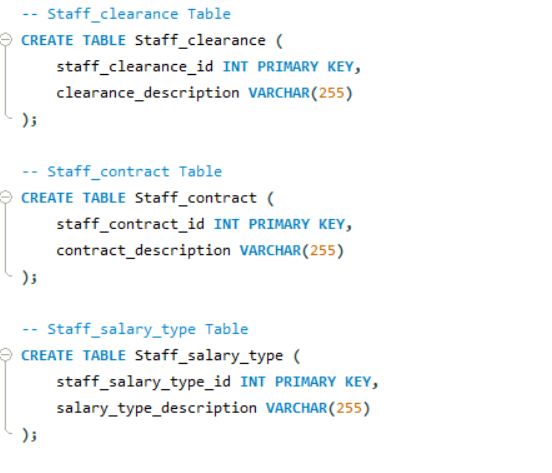 -- Staff_clearance Table
CREATE TABLE Staff_clearance (
    staff_clearance_id INT PRIMARY KEY,
    clearance_description VARCHAR(255)
);

-- Staff_contract Table
CREATE TABLE Staff_contract (
    staff_contract_id INT PRIMARY KEY,
    contract_description VARCHAR(255)
);

-- Staff_salary_type Table
CREATE TABLE Staff_salary_type (
    staff_salary_type_id INT PRIMARY KEY,
    salary_type_description VARCHAR(255)
);